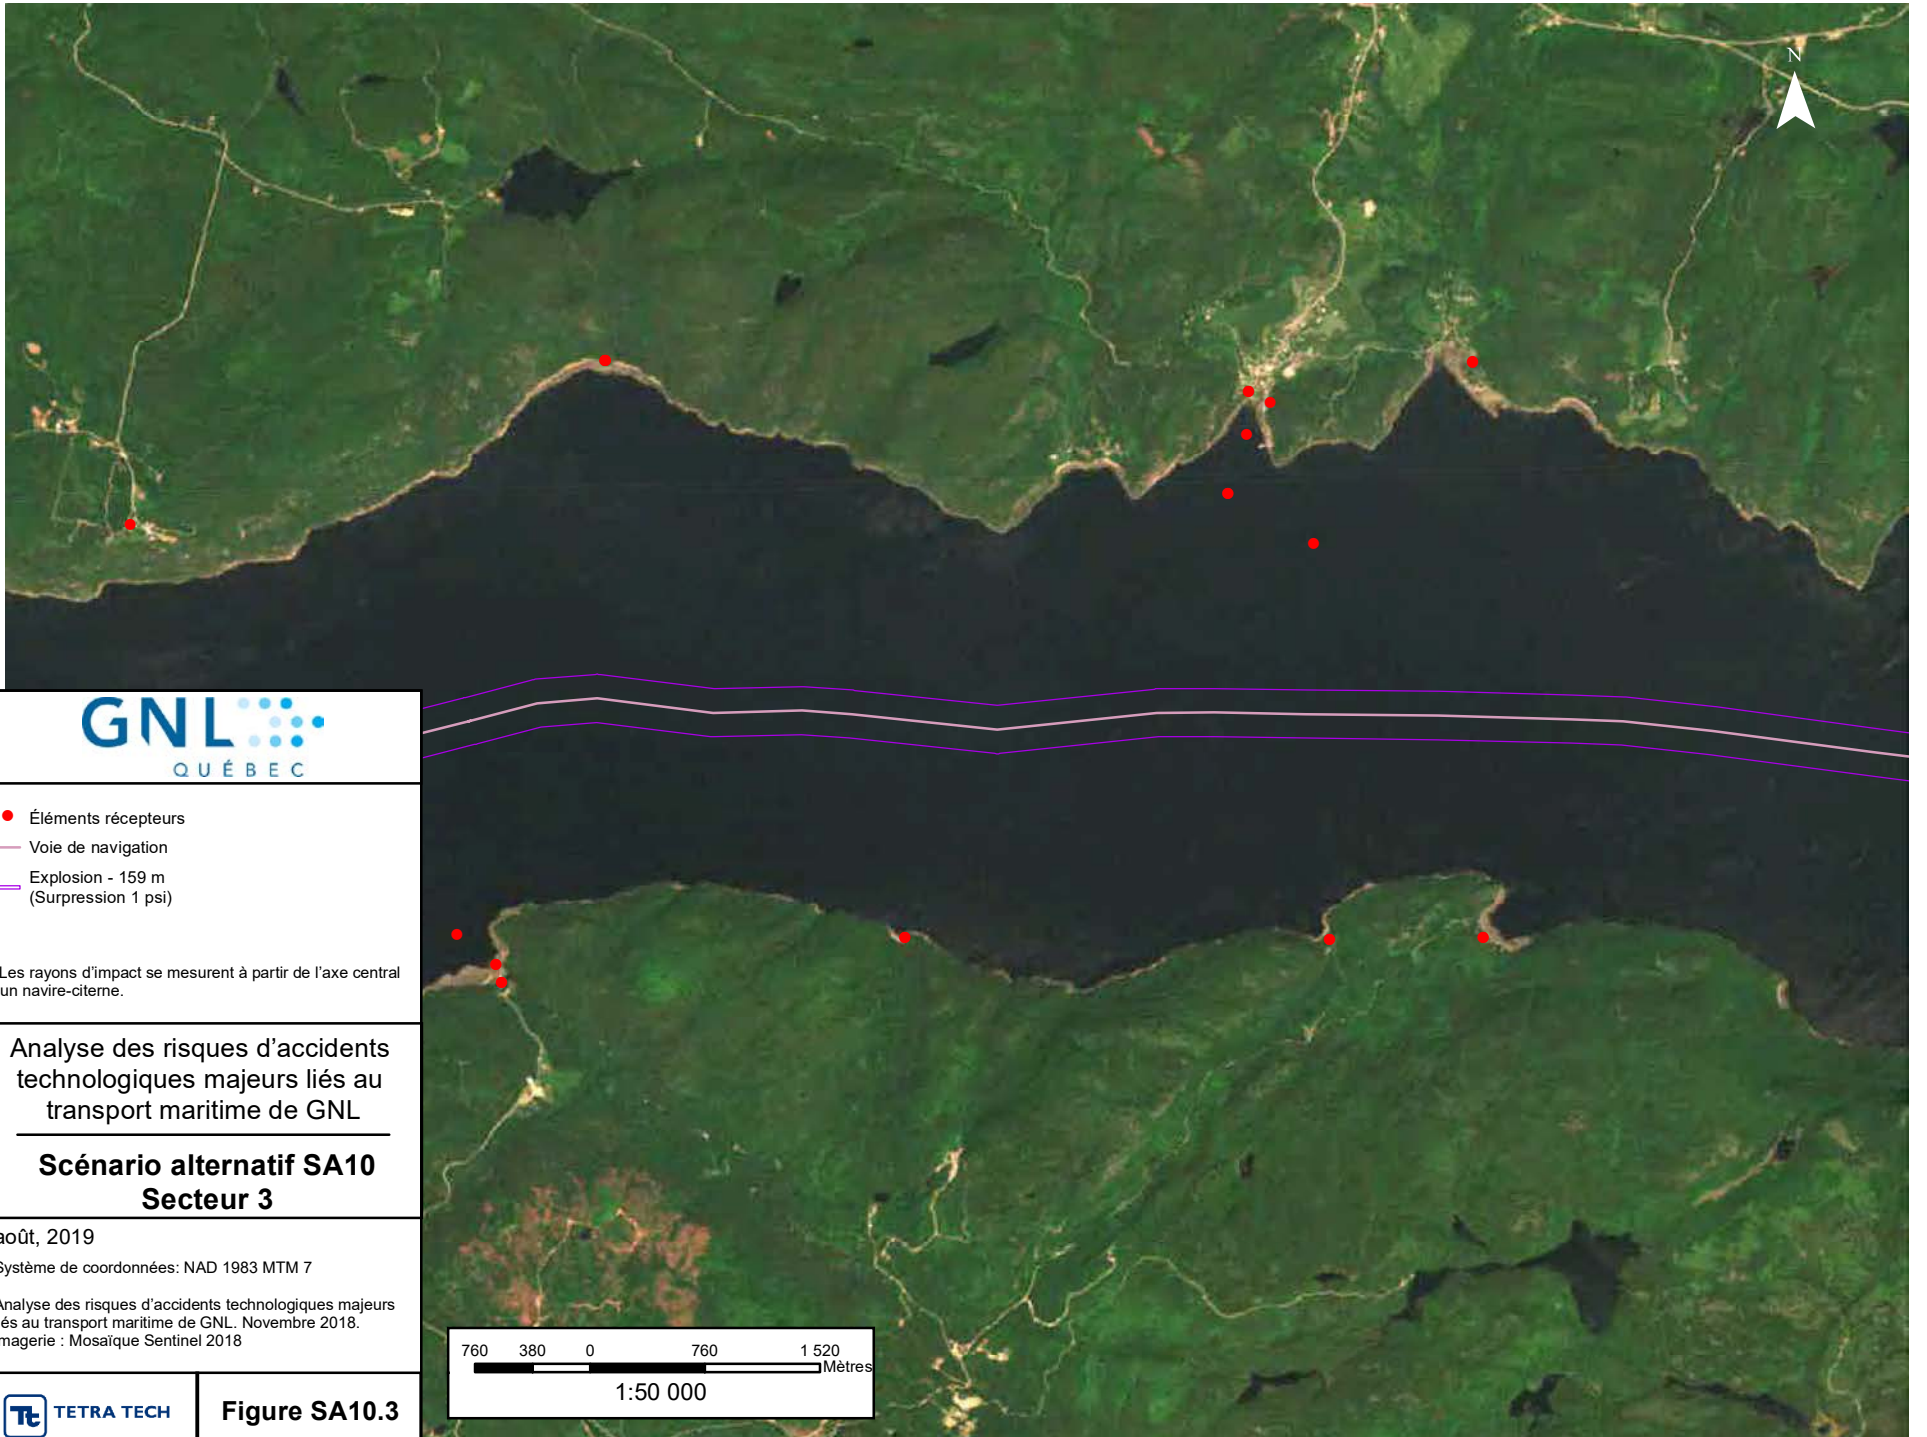 N
GNL
QUÉBEC
Éléments récepteurs
Voie de navigation
Explosion - 159 m
(Surpression 1 psi)
Les rayons d'impact se mesurent à partir de l'axe central
un navire-citerne.
Analyse des risques d'accidents
technologiques majeurs liés au
transport maritime de GNL
Scénario alternatif SA10
Secteur 3
août, 2019
Système de coordonnées: NAD 1983 MTM 7
Analyse des risques d'accidents technologiques majeurs
és au transport maritime de GNL. Novembre 2018.
magerie : Mosaïque Sentinel 2018
Tt TETRA TECH
Figure SA10.3
760 380 0 760 1 520
Mètres
1:50 000